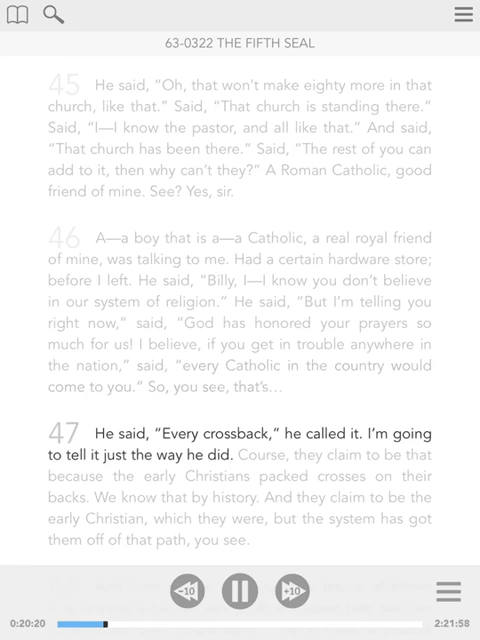 63-0322 THE FIFTH SEAL
45 He said, “Oh, that won’t make eighty more in that
church, like that.” Said, “That church is standing there.”
Said, “I—I know the pastor, and all like that.” And said,
“That church has been there.” Said, “The rest of you can
add to it, then why can’t they?” A Roman Catholic, good
friend of mine. See? Yes, sir.
46 A—a boy that is a—a Catholic, a real royal friend
of mine, was talking to me. Had a certain hardware store;
before I left. He said, “Billy, I—I know you don’t believe
in our system of religion.” He said, “But I’m telling you
right now,” said, “God has honored your prayers so
much for us! I believe, if you get in trouble anywhere in
the nation,” said, “every Catholic in the country would
come to you.” So, you see, that’s…
47 He said, “Every crossback,” he called it. I’m going
to tell it just the way he did. Course, they claim to be that
because the early Christians packed crosses on their
backs. We know that by history. And they claim to be the
early Christian, which they were, but the system has got
them off of that path, you see.
-10 +10
0:20:20 2:21:58